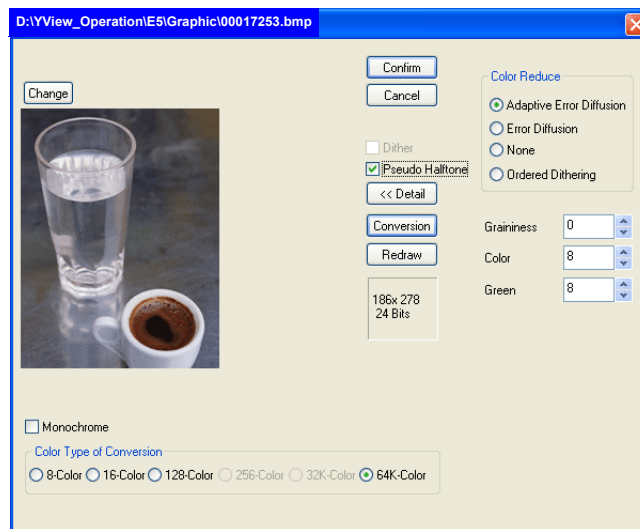 D:\YView_Operation\E5\Graphic\00017253.bmp
Change
Confirm
Cancel
Dither
Pseudo Halftone
<< Detail
Conversion
Redraw
186x 278
24 Bits
Color Reduce
Adaptive Error Diffusion
Error Diffusion
None
Ordered Dithering
Graininess 0
Color 8
Green 8
Monochrome
Color Type of Conversion
8-Color 16-Color 128-Color 256-Color 32K-Color 64K-Color